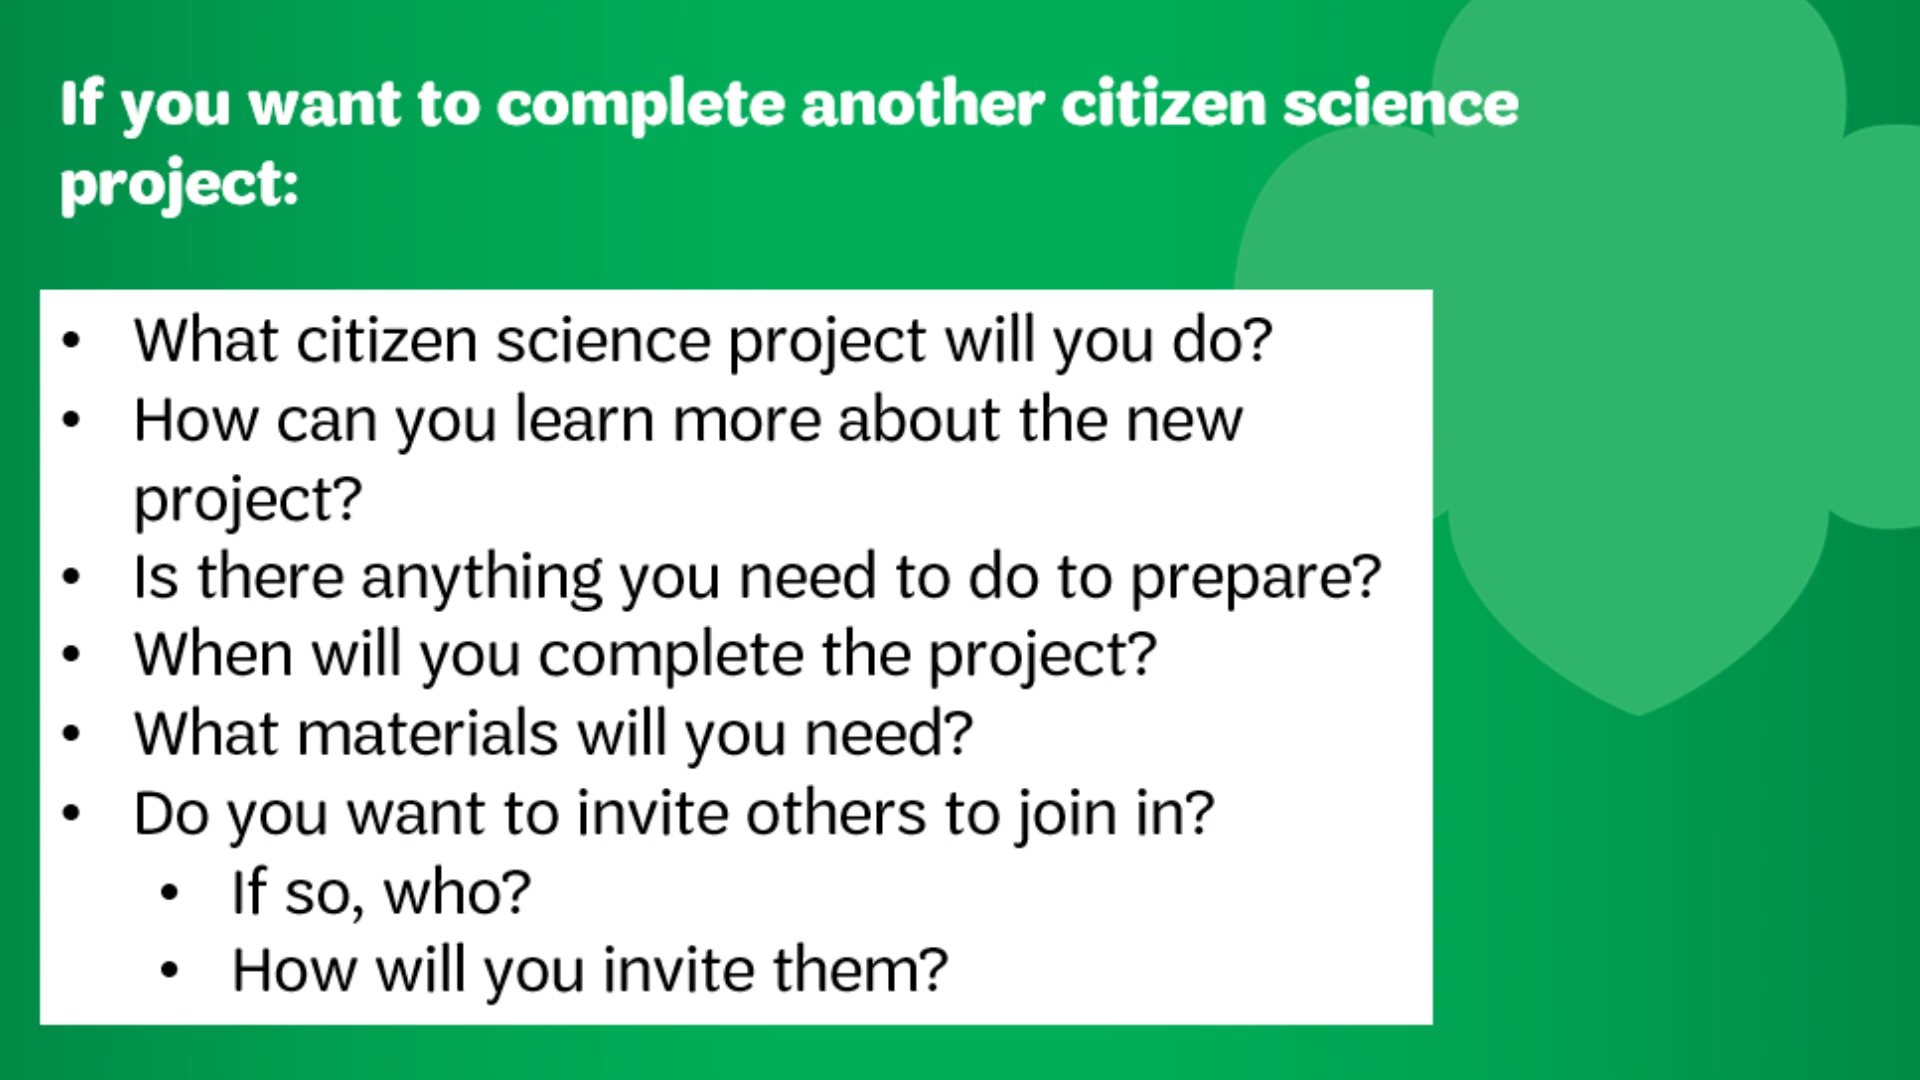 If you want to complete another citizen science
project:
• What citizen science project will you do?
• How can you learn more about the new
project?
• Is there anything you need to do to prepare?
• When will you complete the project?
• What materials will you need?
• Do you want to invite others to join in?
• If so, who?
• How will you invite them?